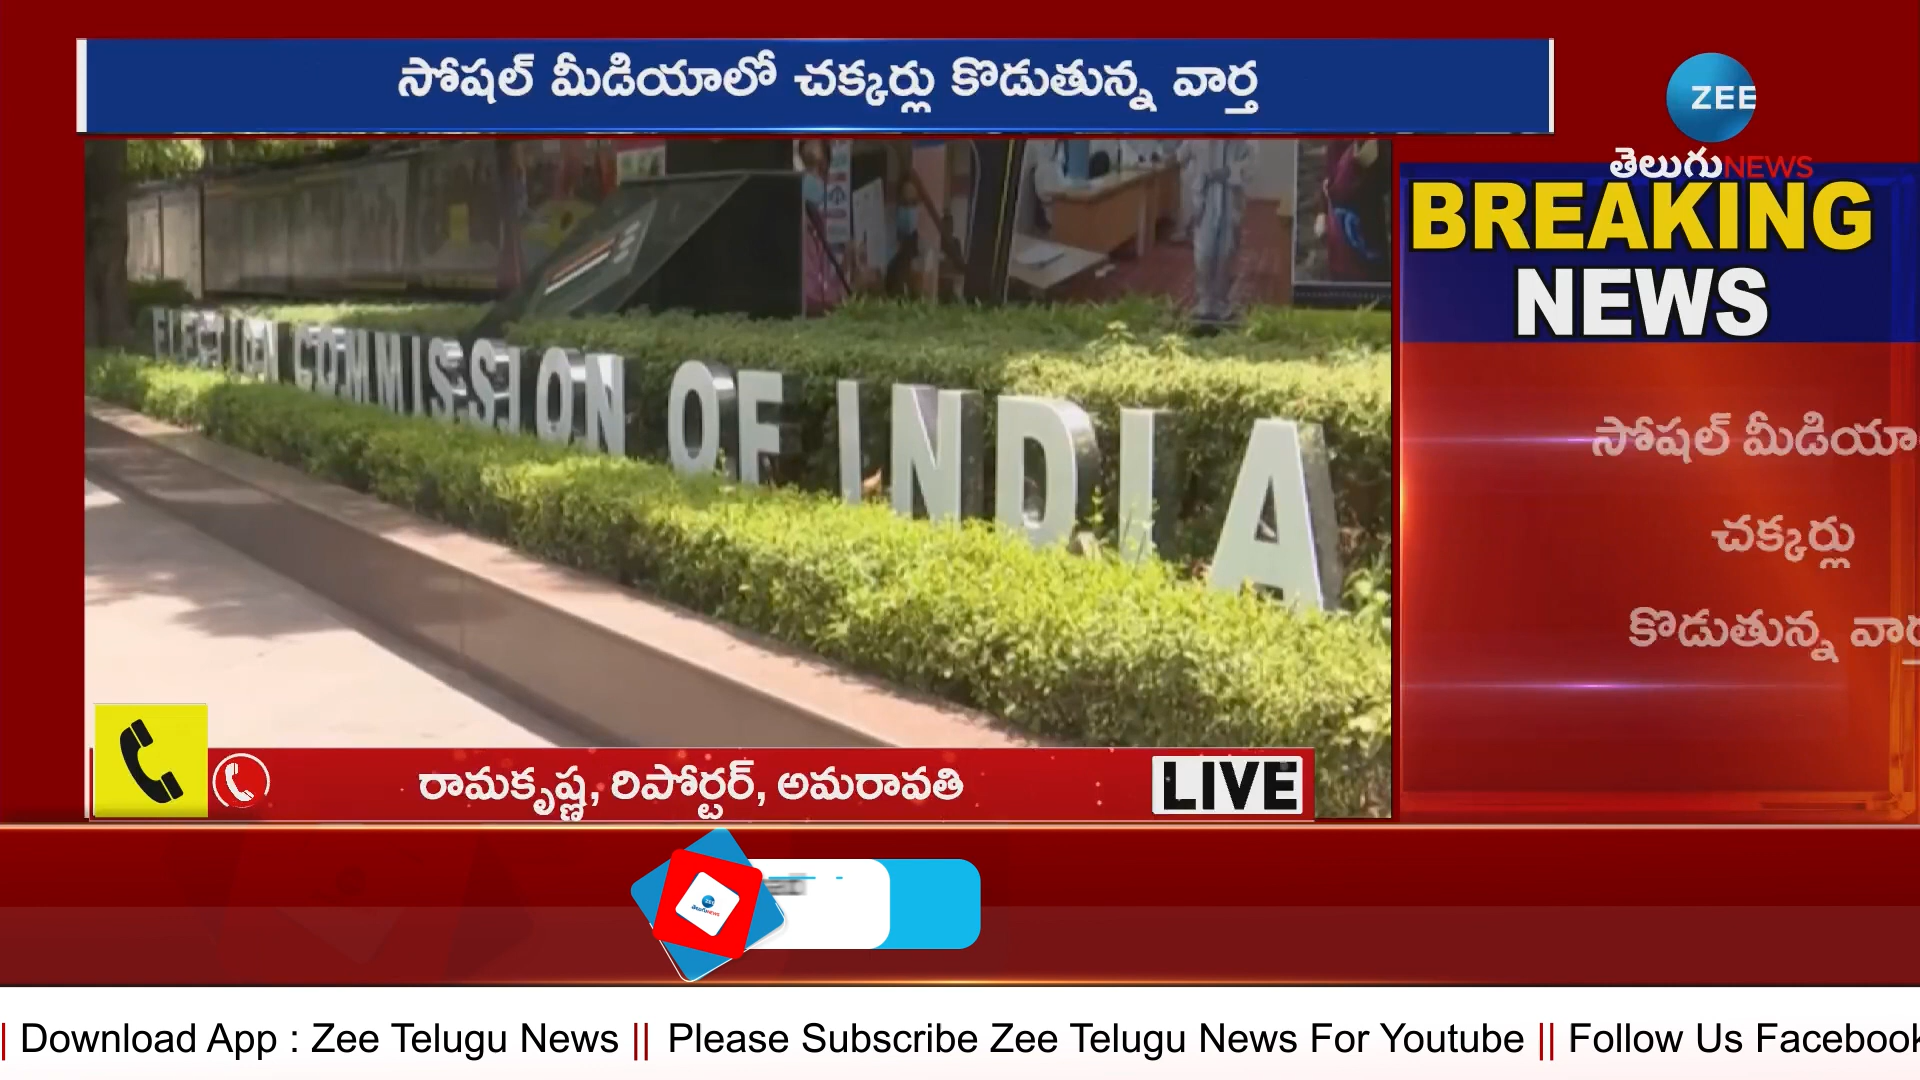 సోషల్ మీడియాలో చక్కర్లు కొడుతున్న వార్త
ZEE
తెలుగు NEWS
BREAKING
NEWS
ELECTION COMMISSION OF INDIA
సోషల్ మీడియా
చక్కర్లు
కొడుతున్న వార్త
రామకృష్ణ, రిపోర్టర్, అమరావతి
LIVE
|| Download App : Zee Telugu News || Please Subscribe Zee Telugu News For Youtube || Follow Us Facebook